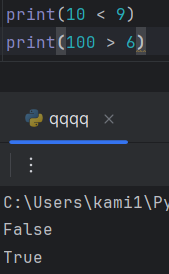 print(10 < 9)
print(100 > 6)
qqqq
C:\Users\kami1\Py
False
True